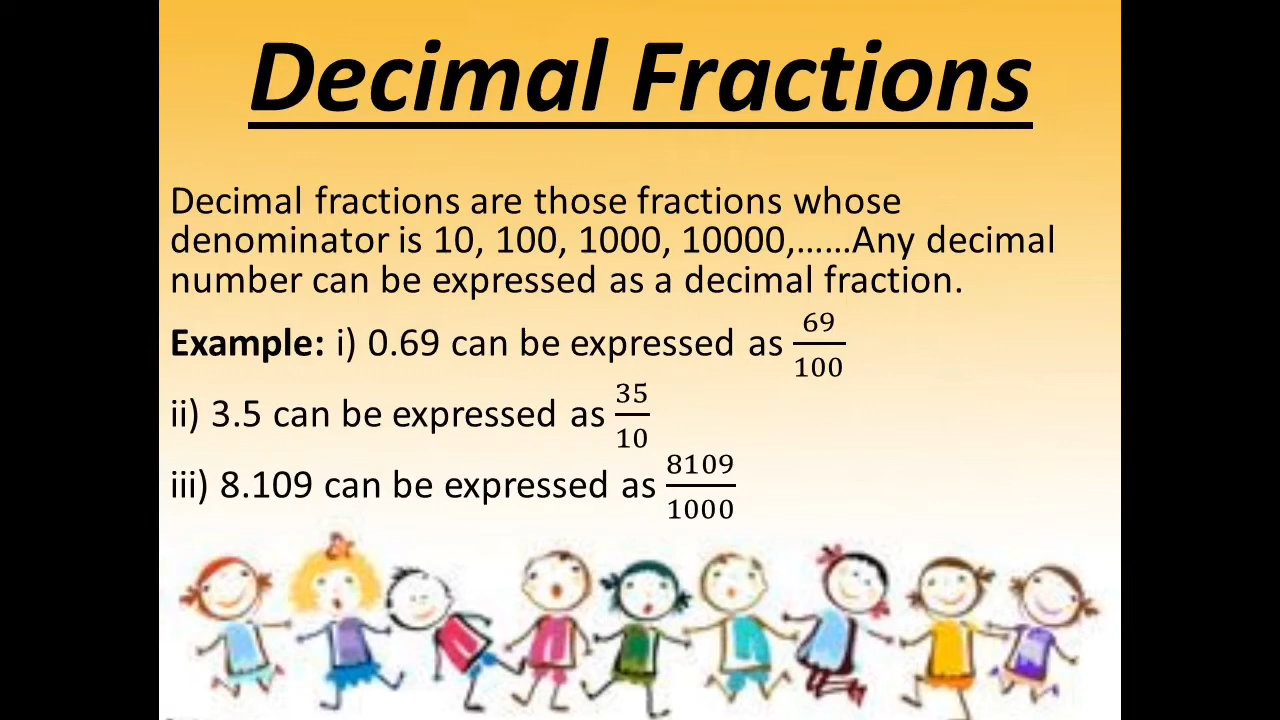 Decimal Fractions
Decimal fractions are those fractions whose
denominator is 10, 100, 1000, 10000,......Any decimal
number can be expressed as a decimal fraction.
Example: i) 0.69 can be expressed as 69/100
ii) 3.5 can be expressed as 35/10
iii) 8.109 can be expressed as 8109/1000